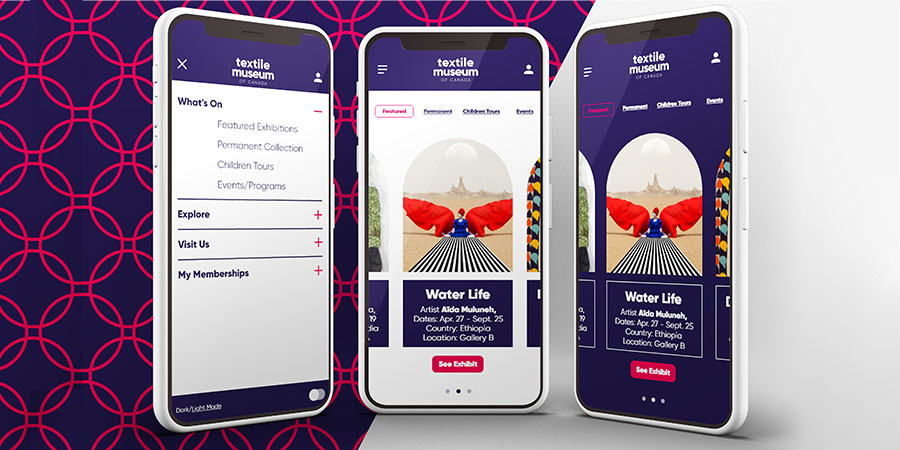 textile
museum
OF CANADA
What's On
Featured Exhibitions
Permanent Collection
Children Tours
Events/Programs
Explore
Visit Us
My Memberships
Dark/Light Mode
textile
museum
OF CANADA
Featured Permanent Children Tours Events
Water Life
Artist Aïda Muluneh,
Dates: Apr. 27 - Sept. 25
Country: Ethiopia
Location: Gallery B
See Exhibit
textile
museum
OF CANADA
Featured Permanent Children Tours Events
Water Life
Artist Aïda Muluneh,
Dates: Apr. 27 - Sept. 25
Country: Ethiopia
Location: Gallery B
See Exhibit